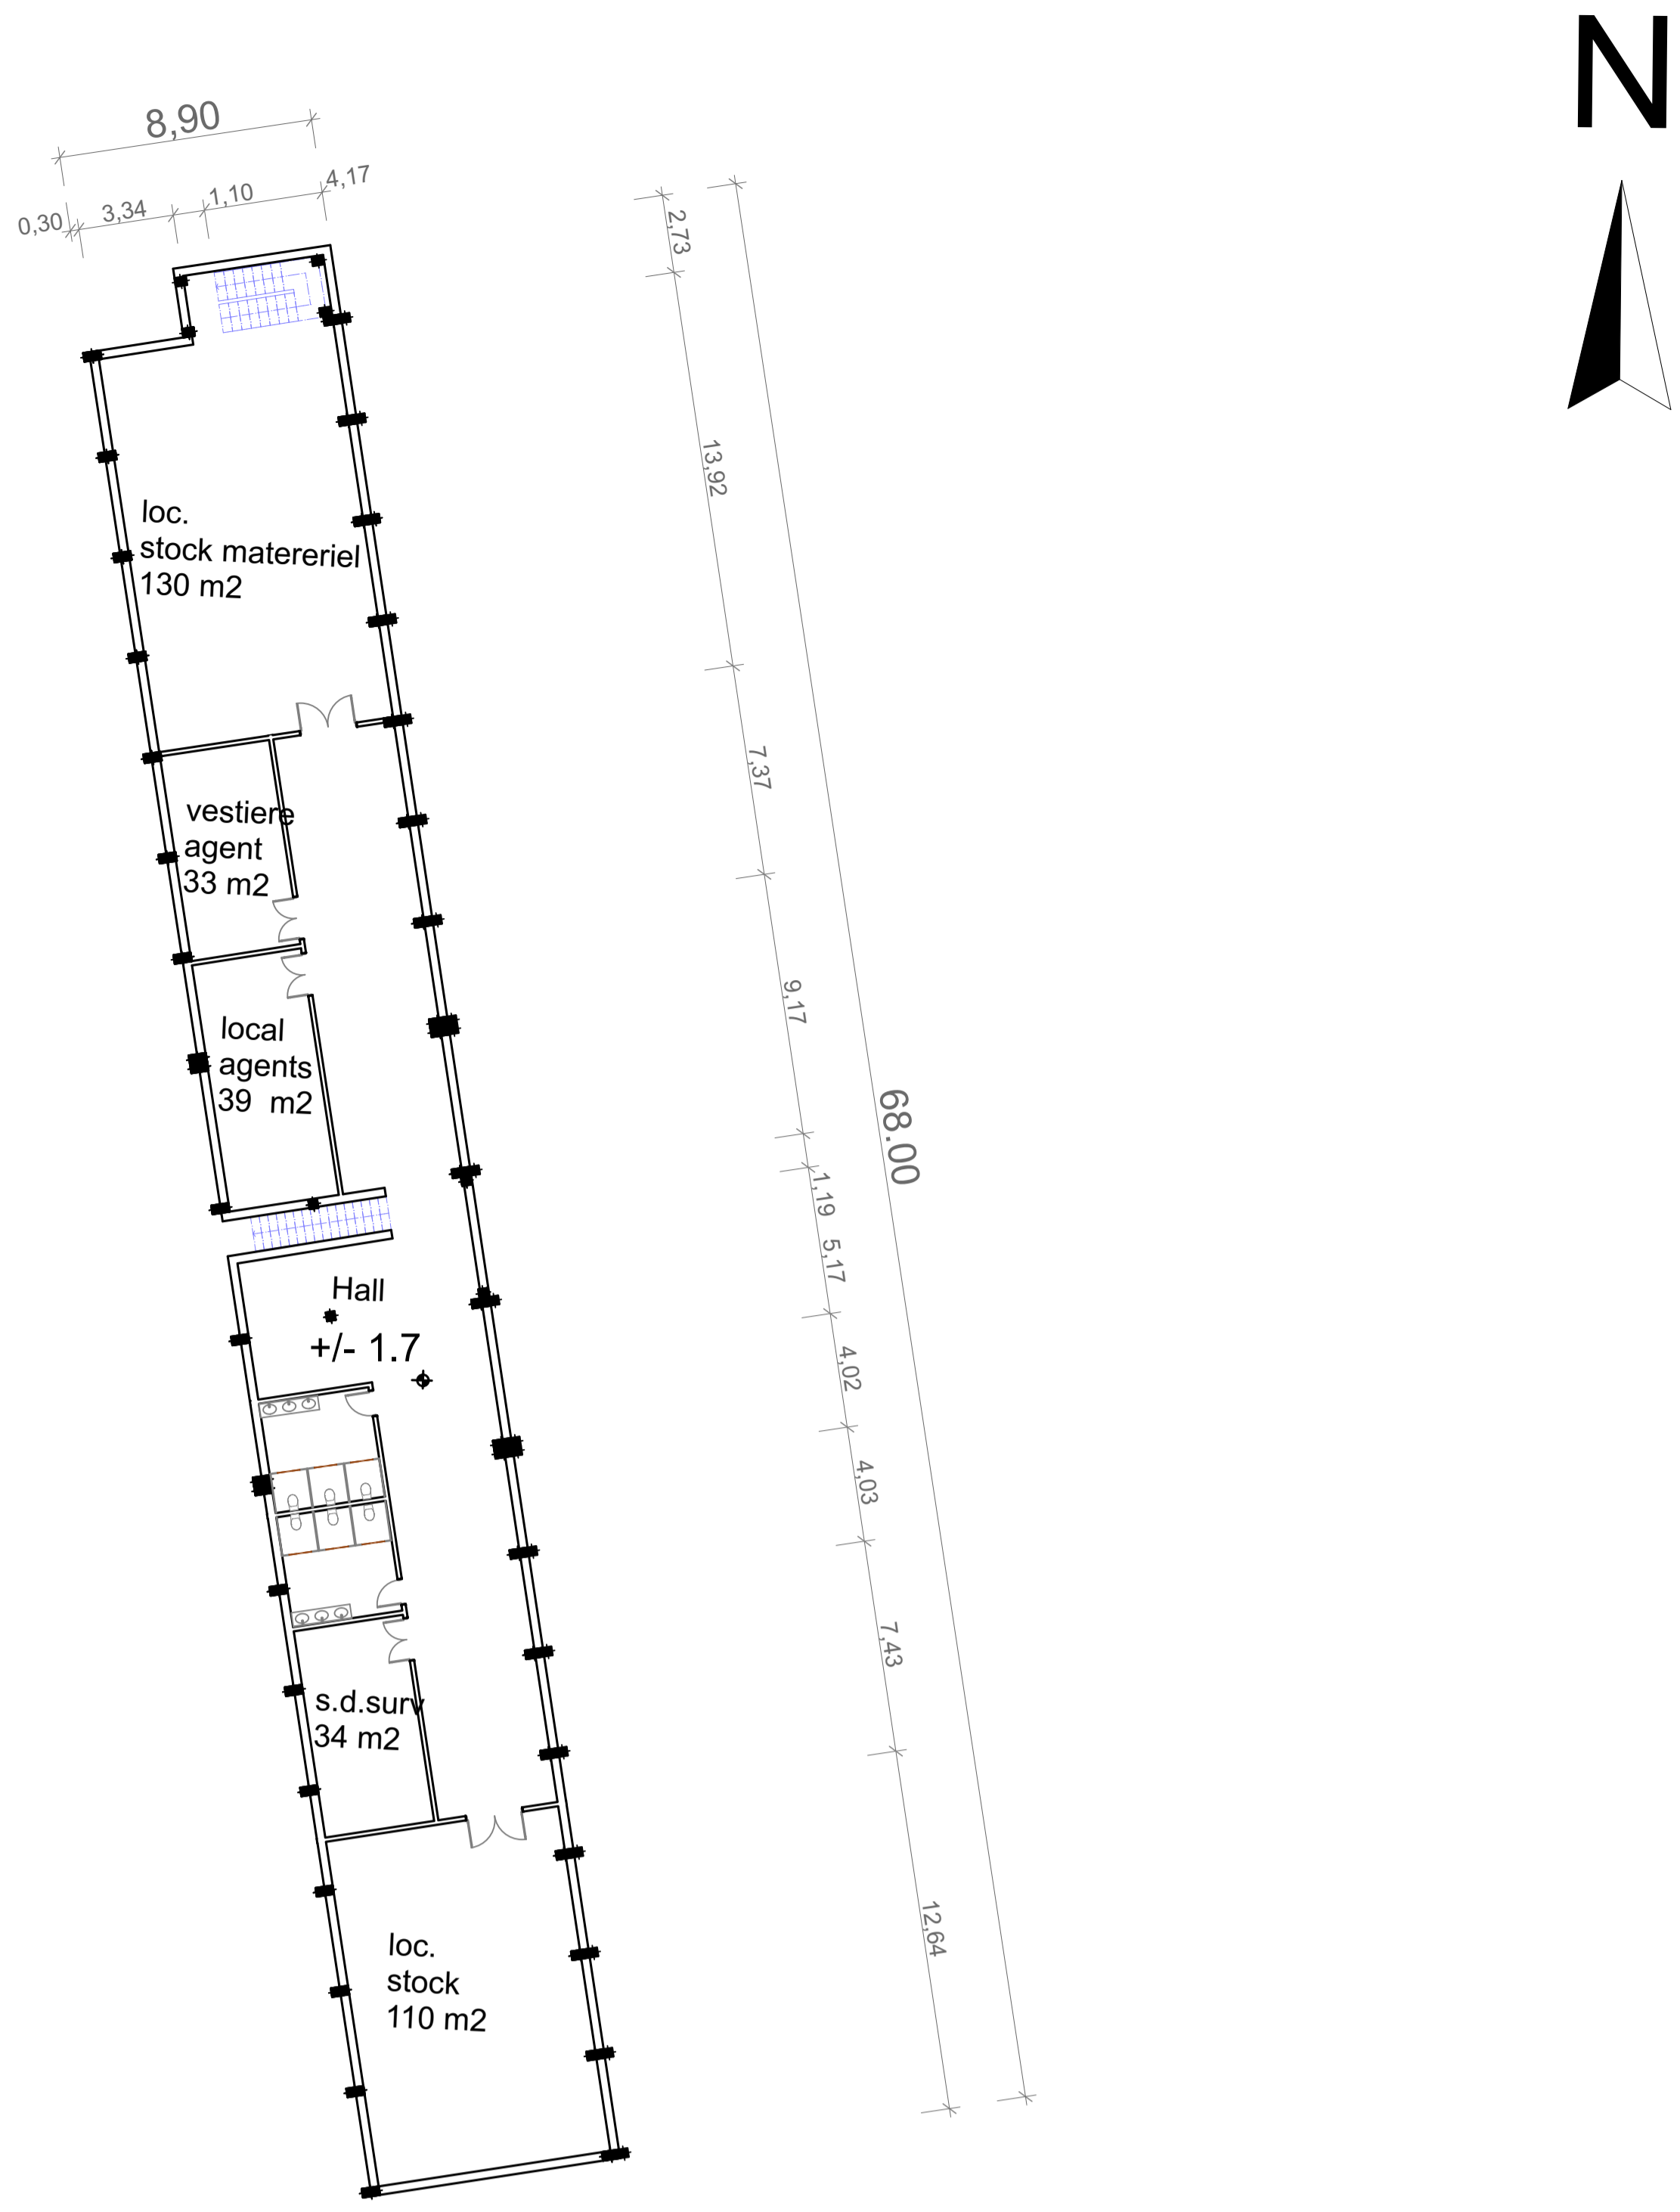 N
8,90
0,30
3,34
1,10
4,17
2,73
13,92
7,37
9,17
1,19
5,17
4,02
4,03
7,43
12,64
68.00
loc.
stock matereriel
130 m2
vestiere
agent
33 m2
local
agents
39 m2
Hall
+/- 1.7
s.d.surv
34 m2
loc.
stock
110 m2